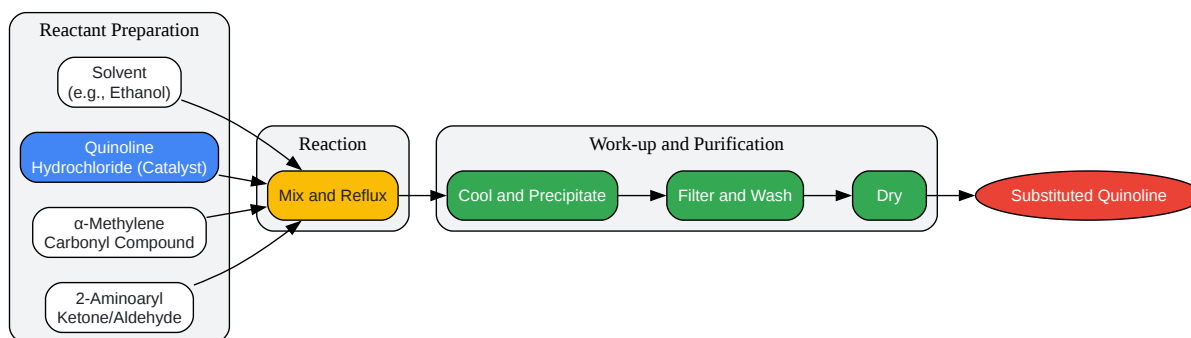 Reactant Preparation
Solvent
(e.g., Ethanol)
Quinoline
Hydrochloride (Catalyst)
α-Methylene
Carbonyl Compound
2-Aminoaryl
Ketone/Aldehyde
Reaction
Mix and Reflux
Work-up and Purification
Cool and Precipitate
Filter and Wash
Dry
Substituted Quinoline